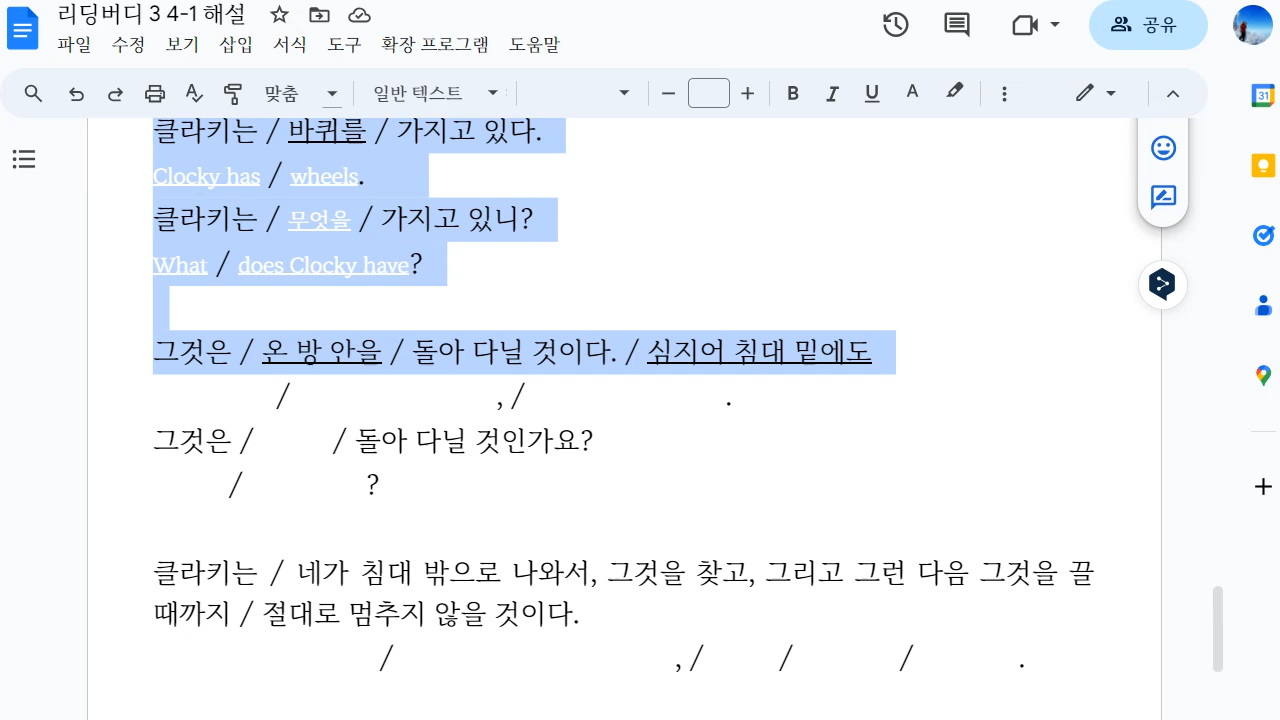 리딩버디 3 4-1 해설
파일 수정 보기 삽입 서식 도구 확장 프로그램 도움말
공유
맞춤 일반 텍스트 B I U A
31
클라키는 / 바퀴를 / 가지고 있다.
Clocky has / wheels.
클라키는 / 무엇을 / 가지고 있니?
What / does Clocky have?
그것은 / 온 방 안을 / 돌아 다닐 것이다. / 심지어 침대 밑에도
/ , / .
그것은 / / 돌아 다닐 것인가요?
/ ?
클라키는 / 네가 침대 밖으로 나와서, 그것을 찾고, 그리고 그런 다음 그것을 끌
때까지 / 절대로 멈추지 않을 것이다.
/ , / / / .